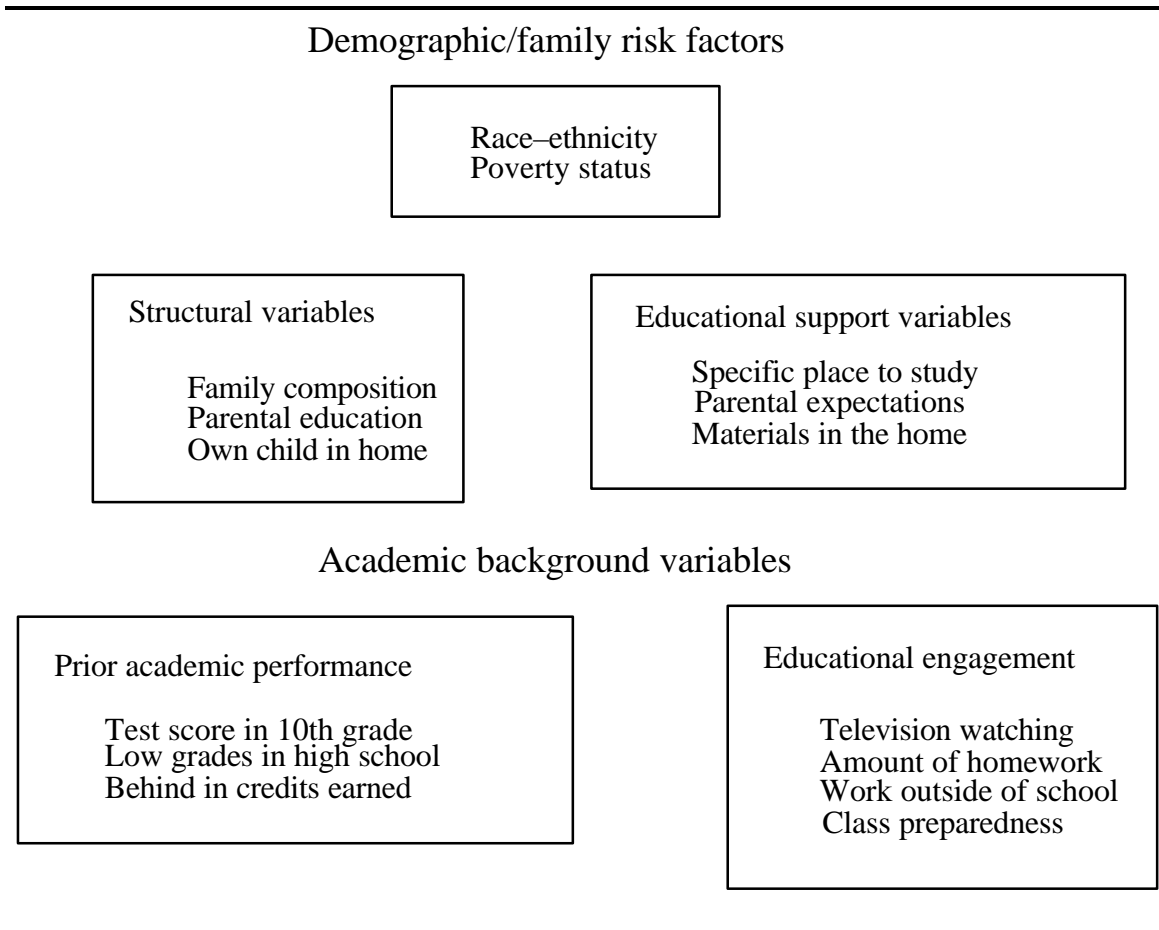 Demographic/family risk factors
Race–ethnicity
Poverty status
Structural variables
Family composition
Parental education
Own child in home
Educational support variables
Specific place to study
Parental expectations
Materials in the home
Academic background variables
Prior academic performance
Test score in 10th grade
Low grades in high school
Behind in credits earned
Educational engagement
Television watching
Amount of homework
Work outside of school
Class preparedness